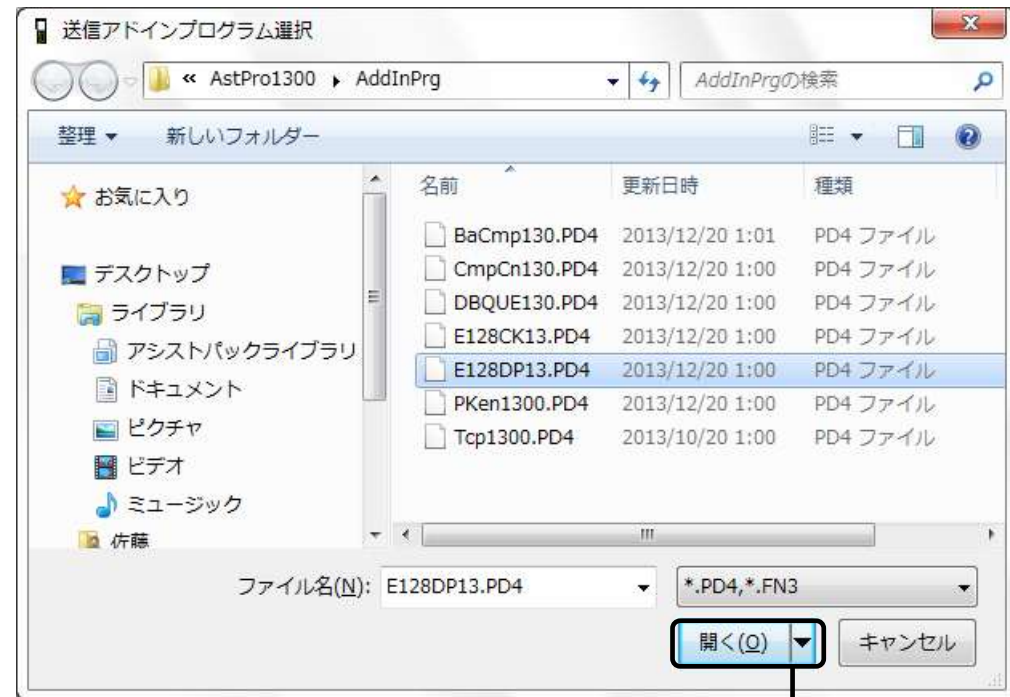 送信アドインプログラム選択
« AstPro1300 ▸ AddInPrg
AddInPrgの検索
整理 ▼ 新しいフォルダー
お気に入り
デスクトップ
ライブラリ
アシストパックライブラリ
ドキュメント
ピクチャ
ビデオ
ミュージック
佐藤
名前 更新日時 種類
BaCmp130.PD4 2013/12/20 1:01 PD4 ファイル
CmpCn130.PD4 2013/12/20 1:00 PD4 ファイル
DBQUE130.PD4 2013/12/20 1:00 PD4 ファイル
E128CK13.PD4 2013/12/20 1:00 PD4 ファイル
E128DP13.PD4 2013/12/20 1:00 PD4 ファイル
PKen1300.PD4 2013/12/20 1:00 PD4 ファイル
Tcp1300.PD4 2013/10/20 1:00 PD4 ファイル
ファイル名(N): E128DP13.PD4 *.PD4,*.FN3
開く(O) キャンセル